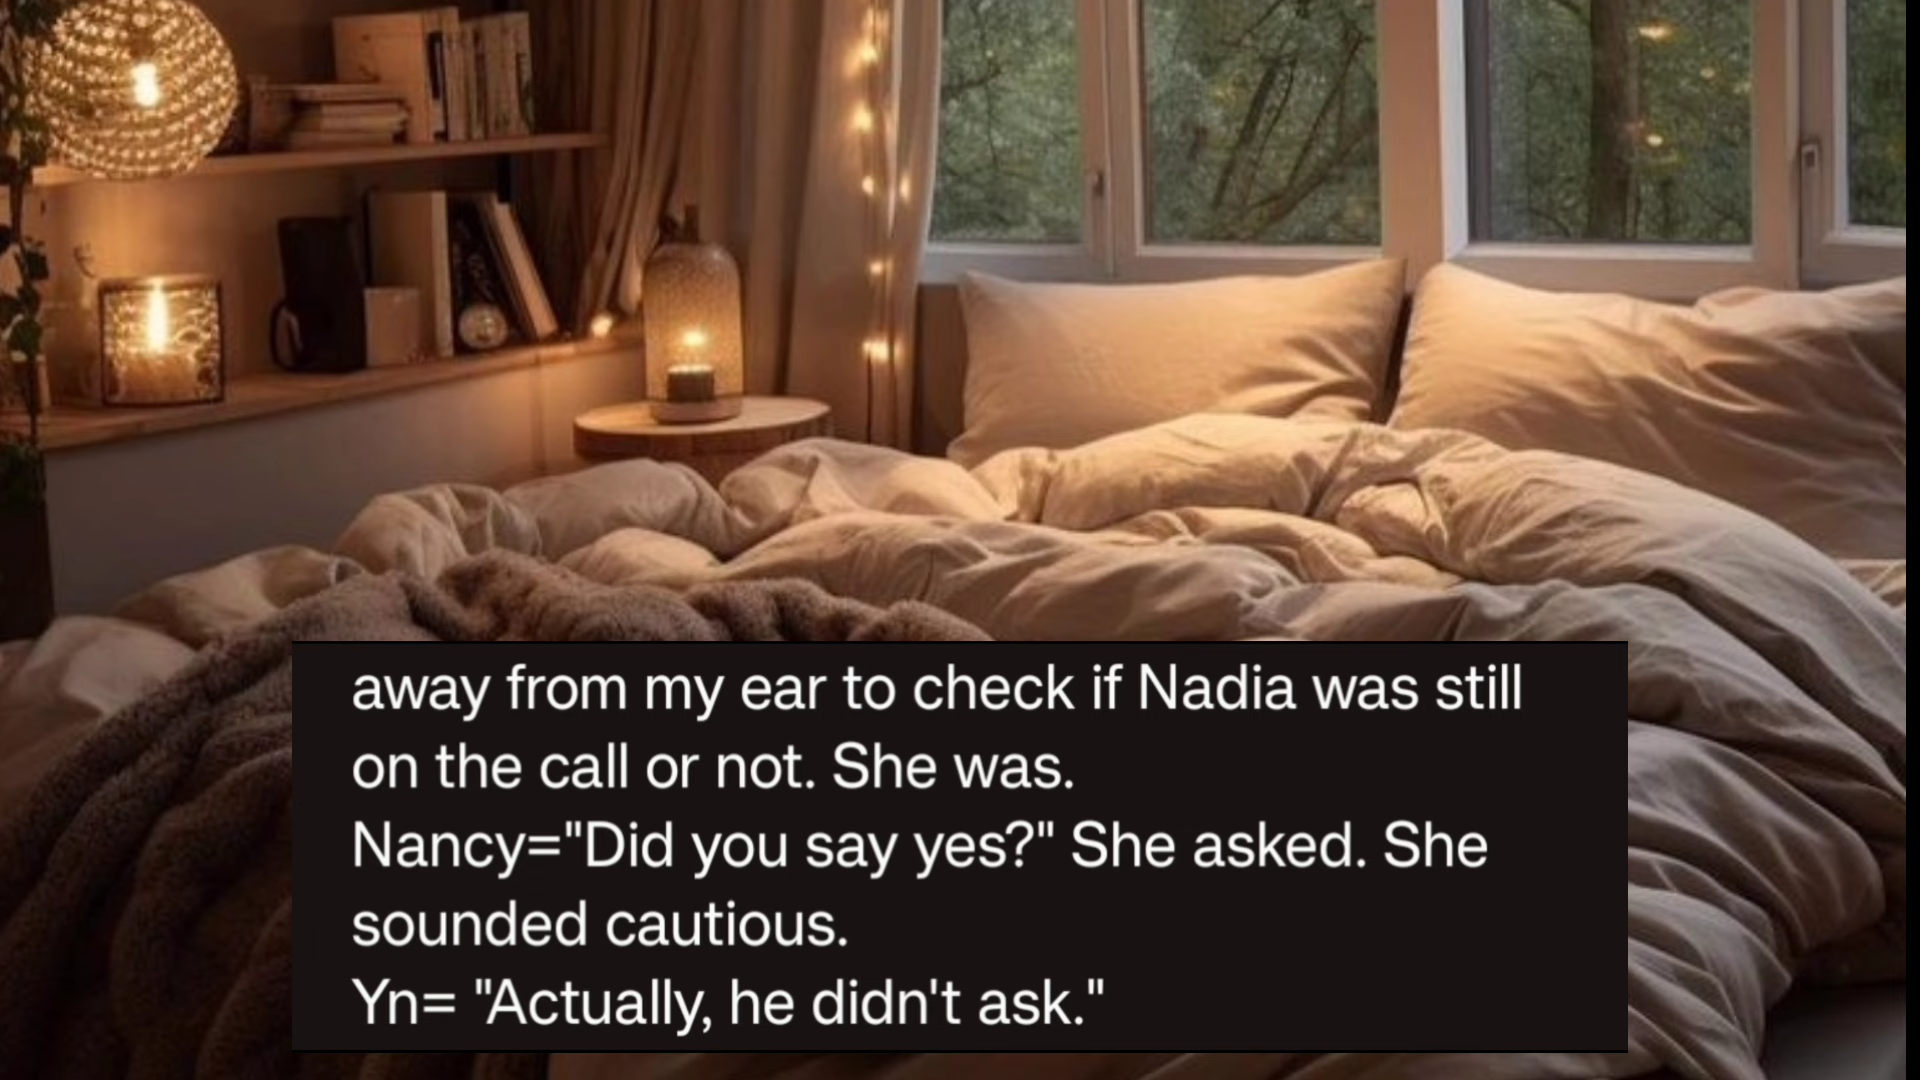 away from my ear to check if Nadia was still
on the call or not. She was.
Nancy="Did you say yes?" She asked. She
sounded cautious.
Yn= "Actually, he didn't ask."